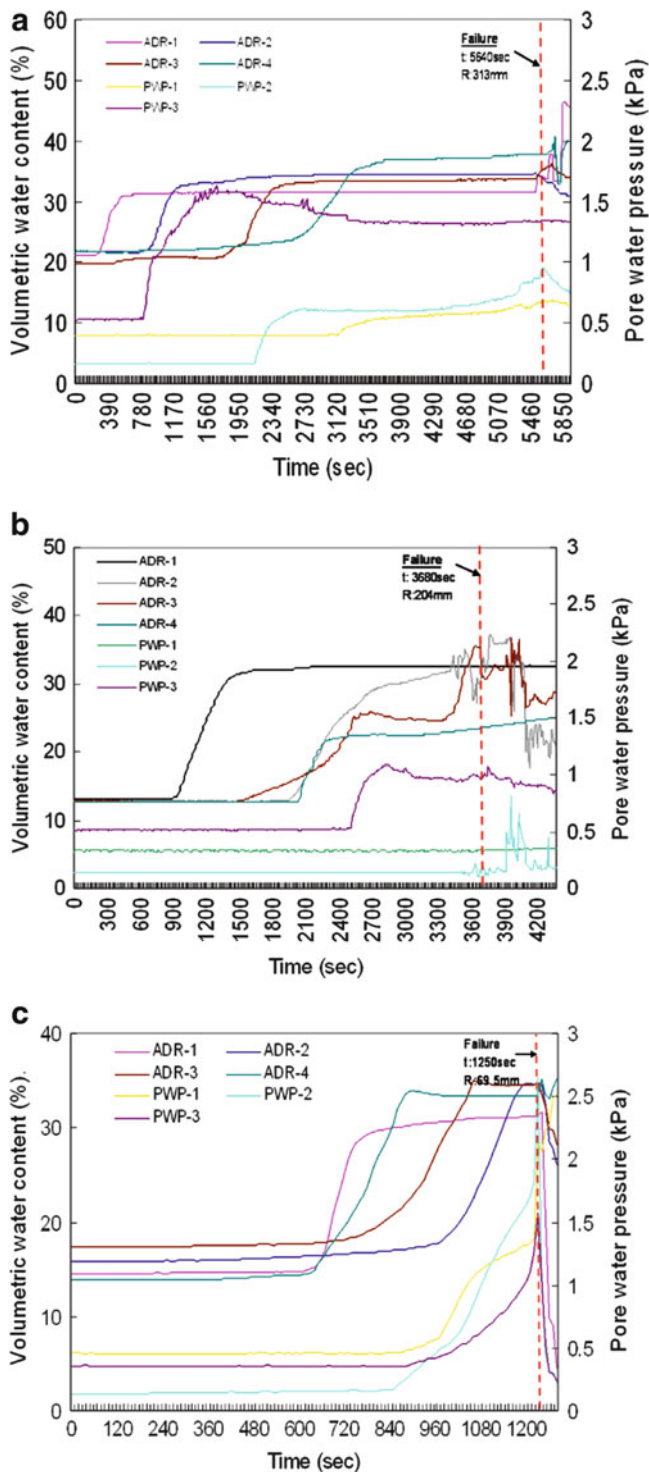 a
Volumetric water content (%)
60
50
40
30
20
10
0
ADR-1 ADR-2
ADR-3 ADR-4
PWP-1 PWP-2
PWP-3
Failure
t: 5640sec
R:313mm
3
2.5
2
1.5
1
0.5
0
Pore water pressure (kPa)
0 390 780 1170 1560 1950 2340 2730 3120 3510 3900 4290 4680 5070 5460 5850
Time (sec)
b
Volumetric water content (%)
50
40
30
20
10
0
ADR-1
ADR-2
ADR-3
ADR-4
PWP-1
PWP-2
PWP-3
Failure
t: 3680sec
R:204mm
3
2.5
2
1.5
1
0.5
0
Pore water pressure (kPa)
0 300 600 900 1200 1500 1800 2100 2400 2700 3000 3300 3600 3900 4200
Time (sec)
c
Volumetric water content (%).
40
30
20
10
0
ADR-1 ADR-2
ADR-3 ADR-4
PWP-1 PWP-2
PWP-3
Failure
t:1250sec
R:69.5mm
3
2.5
2
1.5
1
0.5
0
Pore water pressure (kPa)
0 120 240 360 480 600 720 840 960 1080 1200
Time (sec)